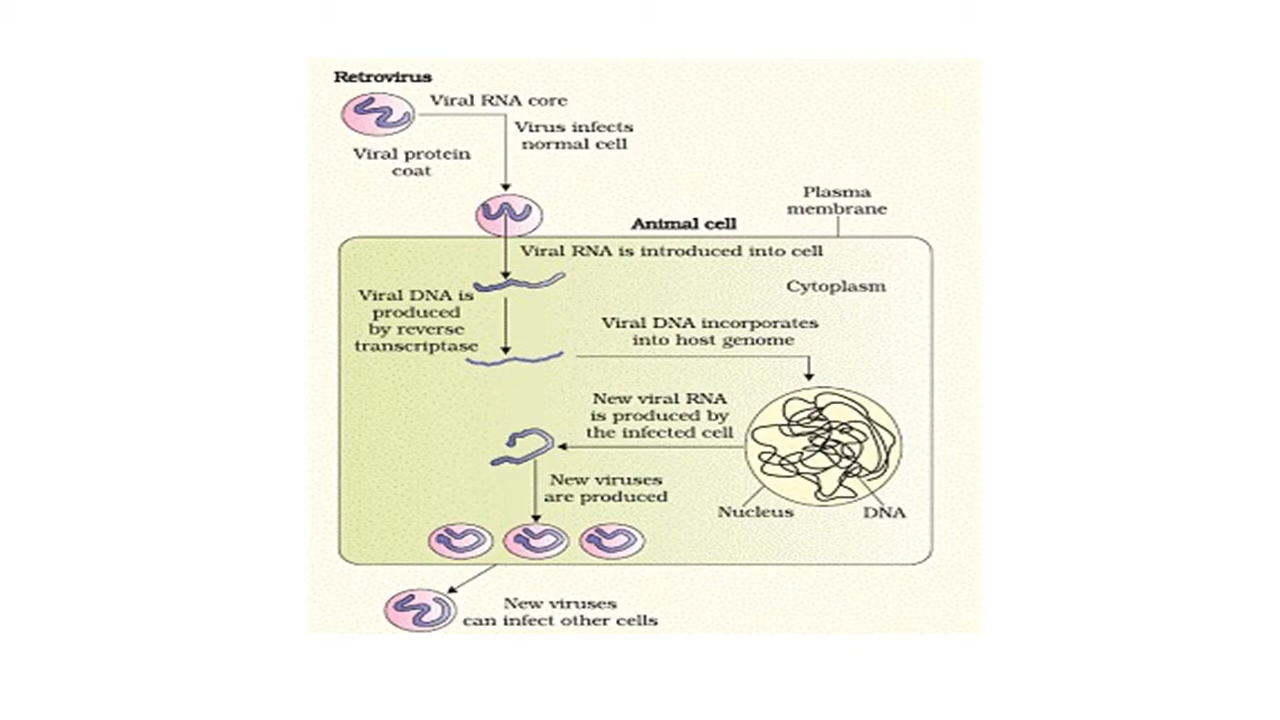 Retrovirus
Viral RNA core
Virus infects
normal cell
Viral protein
coat
Plasma
membrane
Animal cell
Viral RNA is introduced into cell
Cytoplasm
Viral DNA is
produced
by reverse
transcriptase
Viral DNA incorporates
into host genome
New viral RNA
is produced by
the infected cell
New viruses
are produced
Nucleus
DNA
New viruses
can infect other cells